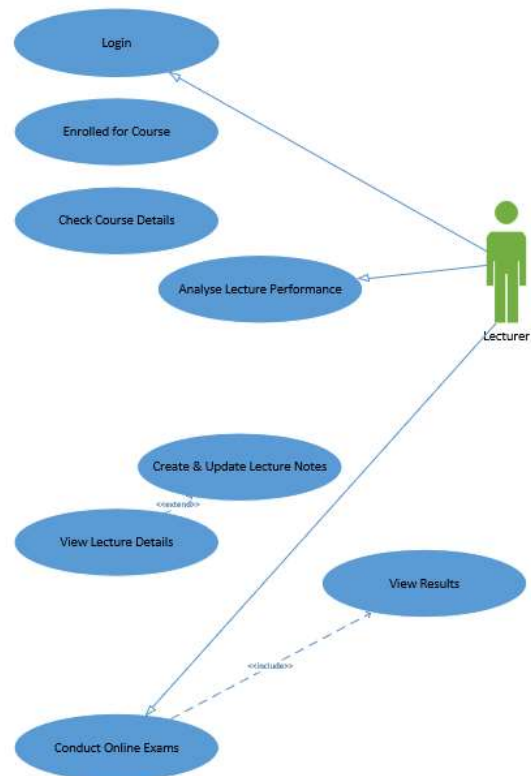 Login
Enrolled for Course
Check Course Details
Analyse Lecture Performance
Lecturer
Create & Update Lecture Notes
<<extend>>
View Lecture Details
View Results
<<include>>
Conduct Online Exams